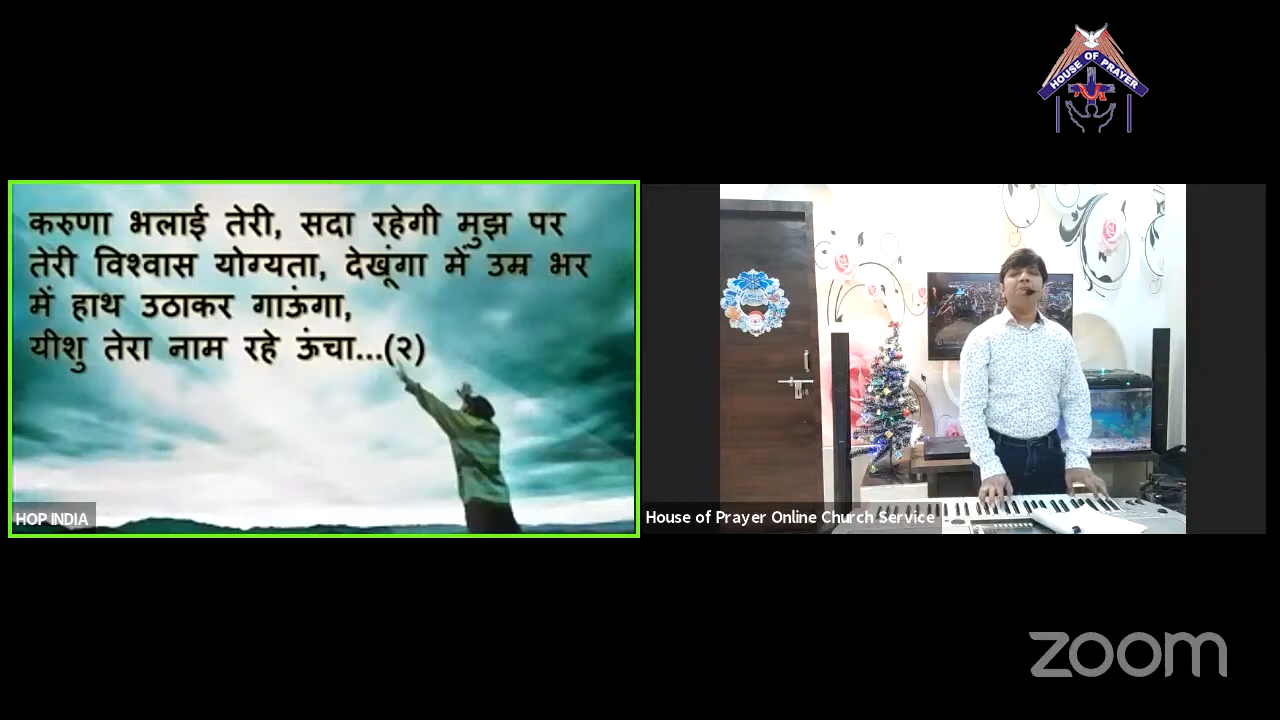 HOUSE OF PRAYER
करुणा भलाई तेरी, सदा रहेगी मुझ पर
तेरी विश्वास योग्यता, देखूंगा में उम्र भर
में हाथ उठाकर गाऊंगा,
यीशु तेरा नाम रहे ऊंचा...(२)
HOP INDIA
House of Prayer Online Church Service
zoom